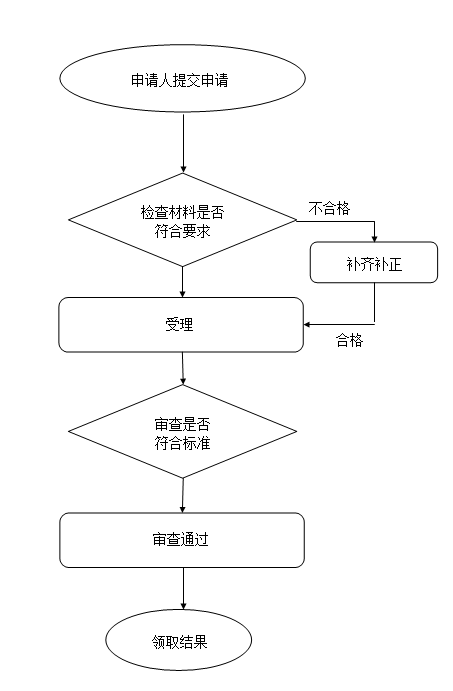 申请人提交申请
检查材料是否
符合要求
不合格
补齐补正
受理
合格
审查是否
符合标准
审查通过
领取结果